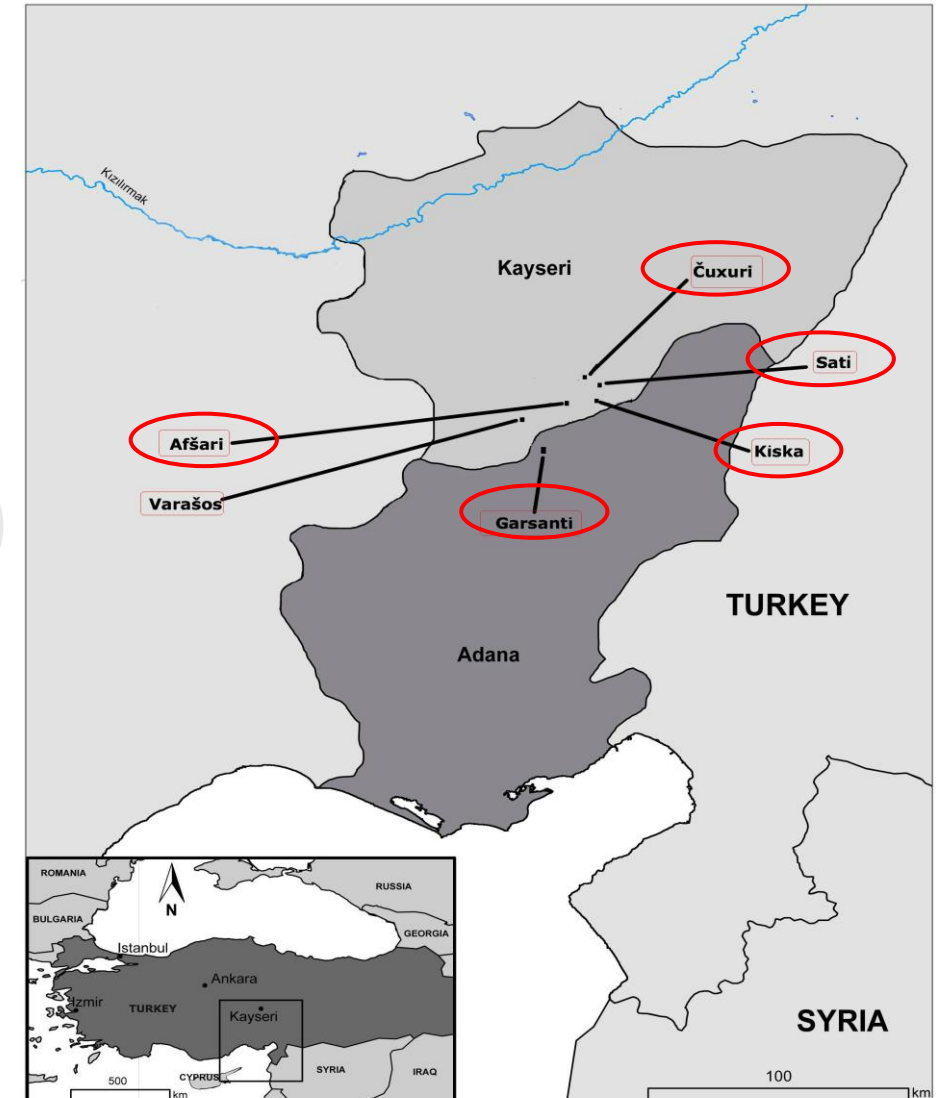 Kızılırmak
Kayseri
Čuxuri
Sati
Afšari
Kiska
Varašos
Garsanti
TURKEY
Adana
ROMANIA
RUSSIA
N
BULGARIA
GEORGIA
Istanbul
Ankara
Izmir
TURKEY
Kayseri
SYRIA
SYRIA
IRAQ
CYPRUS
500
km
100
km